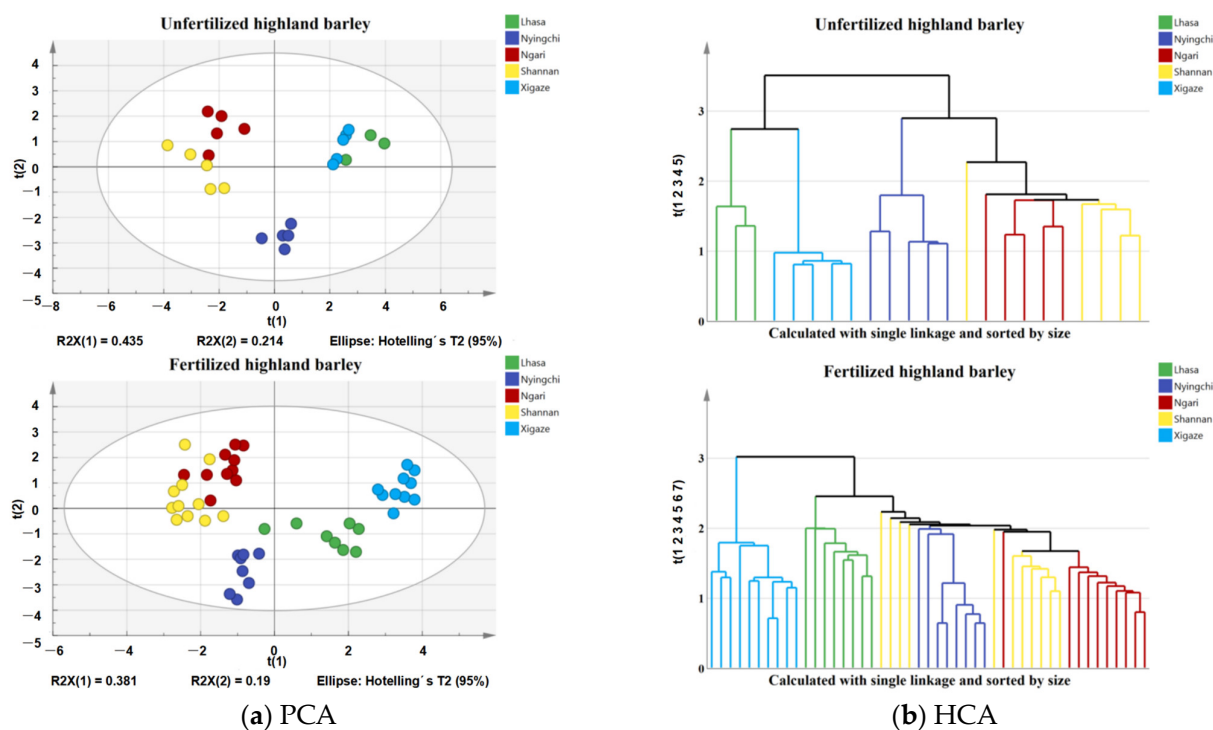 Unfertilized highland barley
Lhasa
Nyingchi
Ngari
Shannan
Xigaze
t(2)
4
3
2
1
0
−1
−2
−3
−4
−5
−8
−6
−4
−2
0
2
4
6
t(1)
R2X(1) = 0.435 R2X(2) = 0.214 Ellipse: Hotelling´s T2 (95%)
Fertilized highland barley
Lhasa
Nyingchi
Ngari
Shannan
Xigaze
t(2)
4
3
2
1
0
−1
−2
−3
−4
−5
−6
−4
−2
0
2
4
t(1)
R2X(1) = 0.381 R2X(2) = 0.19 Ellipse: Hotelling´s T2 (95%)
(a) PCA
Unfertilized highland barley
Lhasa
Nyingchi
Ngari
Shannan
Xigaze
t(1 2 3 4 5)
3
2
1
0
Calculated with single linkage and sorted by size
Fertilized highland barley
Lhasa
Nyingchi
Ngari
Shannan
Xigaze
t(1 2 3 4 5 6 7)
3
2
1
0
Calculated with single linkage and sorted by size
(b) HCA